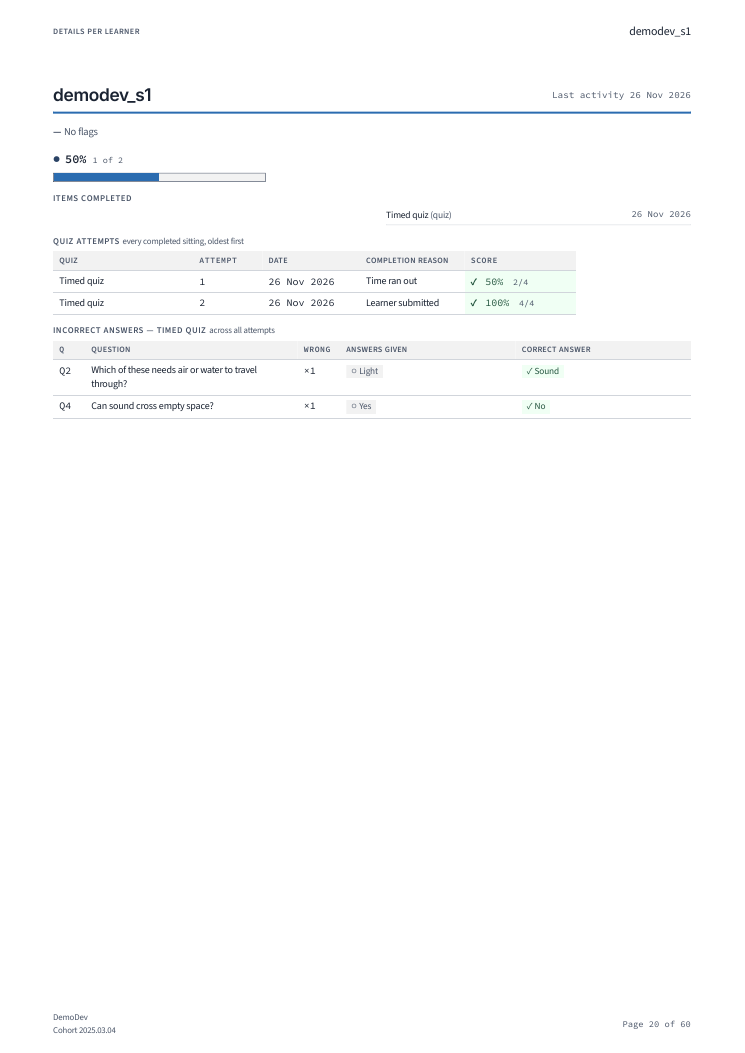 DETAILS PER LEARNER demodev_s1
demodev_s1 Last activity 26 Nov 2026
— No flags
● 50% 1 of 2
ITEMS COMPLETED
Timed quiz (quiz) 26 Nov 2026
QUIZ ATTEMPTS every completed sitting, oldest first
QUIZ ATTEMPT DATE COMPLETION REASON SCORE
Timed quiz 1 26 Nov 2026 Time ran out ✓ 50% 2/4
Timed quiz 2 26 Nov 2026 Learner submitted ✓ 100% 4/4
INCORRECT ANSWERS — TIMED QUIZ across all attempts
Q QUESTION WRONG ANSWERS GIVEN CORRECT ANSWER
Q2 Which of these needs air or water to travel ×1 ○ Light ✓ Sound
through?
Q4 Can sound cross empty space? ×1 ○ Yes ✓ No
DemoDev
Cohort 2025.03.04
Page 20 of 60